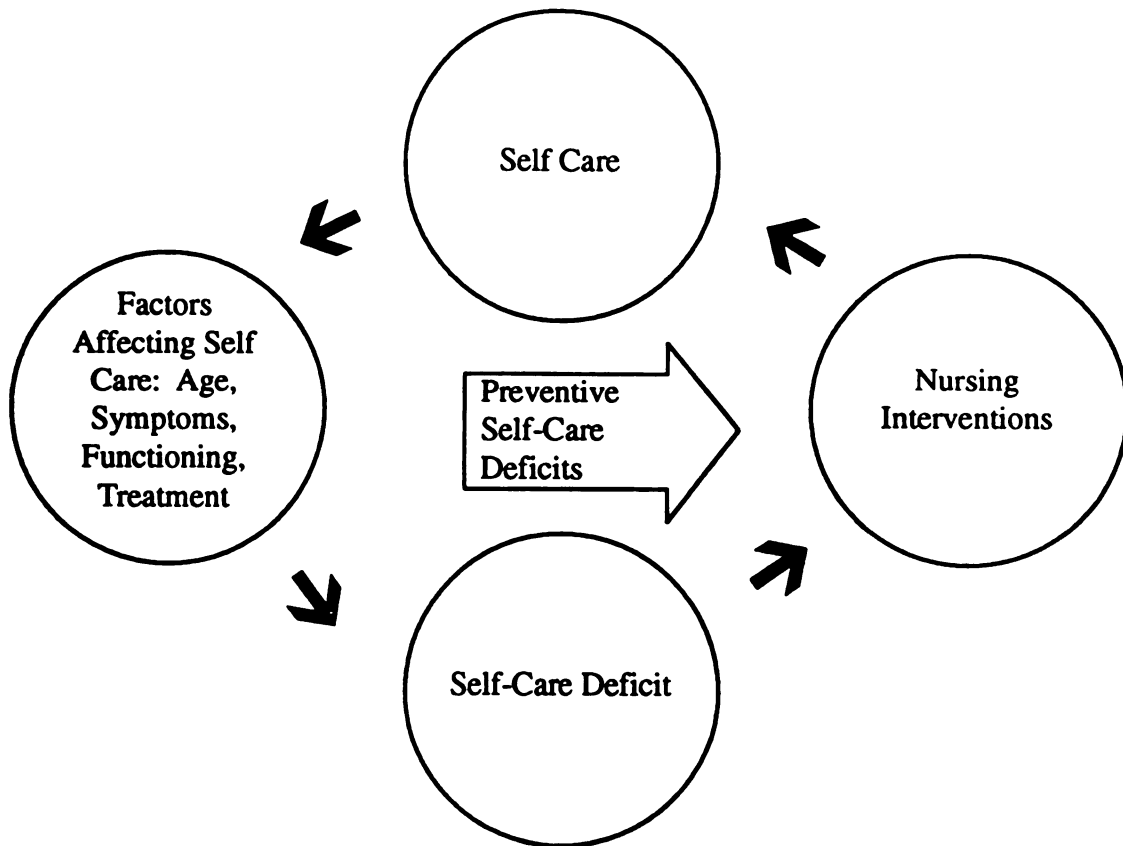 Self Care
Factors
Affecting Self
Care: Age,
Symptoms,
Functioning,
Treatment
Preventive
Self-Care
Deficits
Nursing
Interventions
Self-Care Deficit